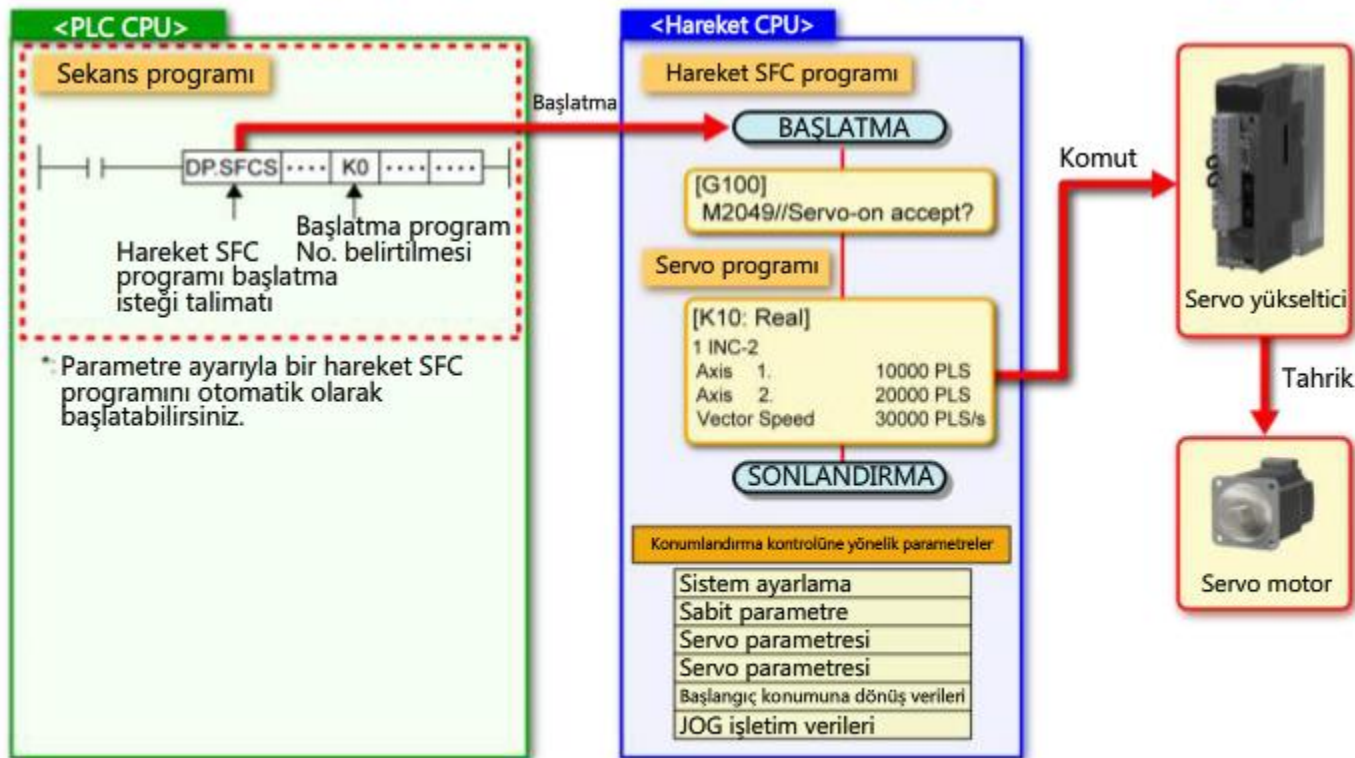 <PLC CPU>
Sekans programı
DP.SFCS
....
K0
....
....
Hareket SFC
programı başlatma
isteği talimatı
Başlatma program
No. belirtilmesi
*: Parametre ayarıyla bir hareket SFC
programını otomatik olarak
başlatabilirsiniz.
Başlatma
<Hareket CPU>
Hareket SFC programı
BAŞLATMA
[G100]
M2049//Servo-on accept?
Servo programı
[K10: Real]
1 INC-2
Axis 1. 10000 PLS
Axis 2. 20000 PLS
Vector Speed 30000 PLS/s
SONLANDIRMA
Konumlandırma kontrolüne yönelik parametreler
Sistem ayarlama
Sabit parametre
Servo parametresi
Servo parametresi
Başlangıç konumuna dönüş verileri
JOG işletim verileri
Komut
Servo yükseltici
Tahrik
Servo motor